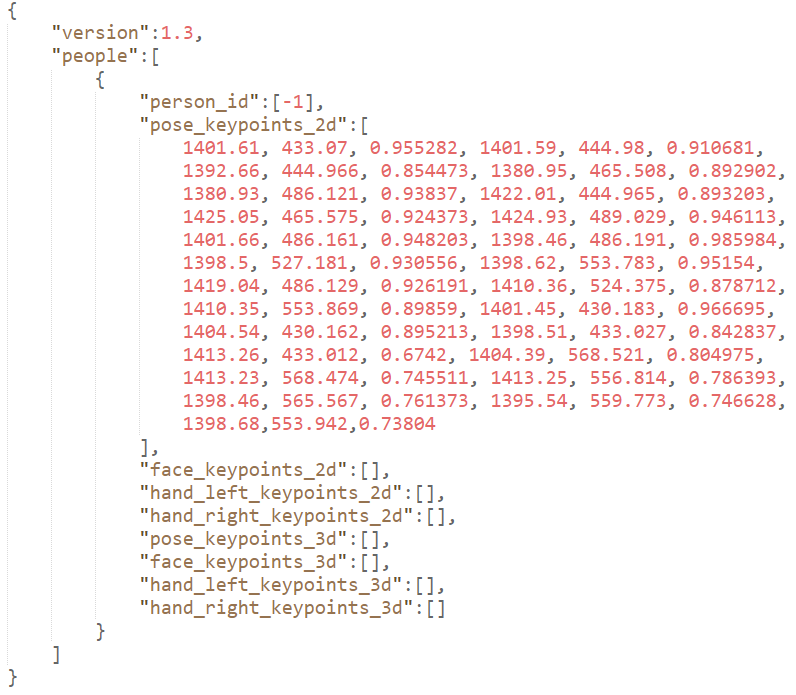 {
"version":1.3,
"people":[
{
"person_id":[-1],
"pose_keypoints_2d":[
1401.61, 433.07, 0.955282, 1401.59, 444.98, 0.910681,
1392.66, 444.966, 0.854473, 1380.95, 465.508, 0.892902,
1380.93, 486.121, 0.93837, 1422.01, 444.965, 0.893203,
1425.05, 465.575, 0.924373, 1424.93, 489.029, 0.946113,
1401.66, 486.161, 0.948203, 1398.46, 486.191, 0.985984,
1398.5, 527.181, 0.930556, 1398.62, 553.783, 0.95154,
1419.04, 486.129, 0.926191, 1410.36, 524.375, 0.878712,
1410.35, 553.869, 0.89859, 1401.45, 430.183, 0.966695,
1404.54, 430.162, 0.895213, 1398.51, 433.027, 0.842837,
1413.26, 433.012, 0.6742, 1404.39, 568.521, 0.804975,
1413.23, 568.474, 0.745511, 1413.25, 556.814, 0.786393,
1398.46, 565.567, 0.761373, 1395.54, 559.773, 0.746628,
1398.68,553.942,0.73804
],
"face_keypoints_2d":[],
"hand_left_keypoints_2d":[],
"hand_right_keypoints_2d":[],
"pose_keypoints_3d":[],
"face_keypoints_3d":[],
"hand_left_keypoints_3d":[],
"hand_right_keypoints_3d":[]
}
]
}